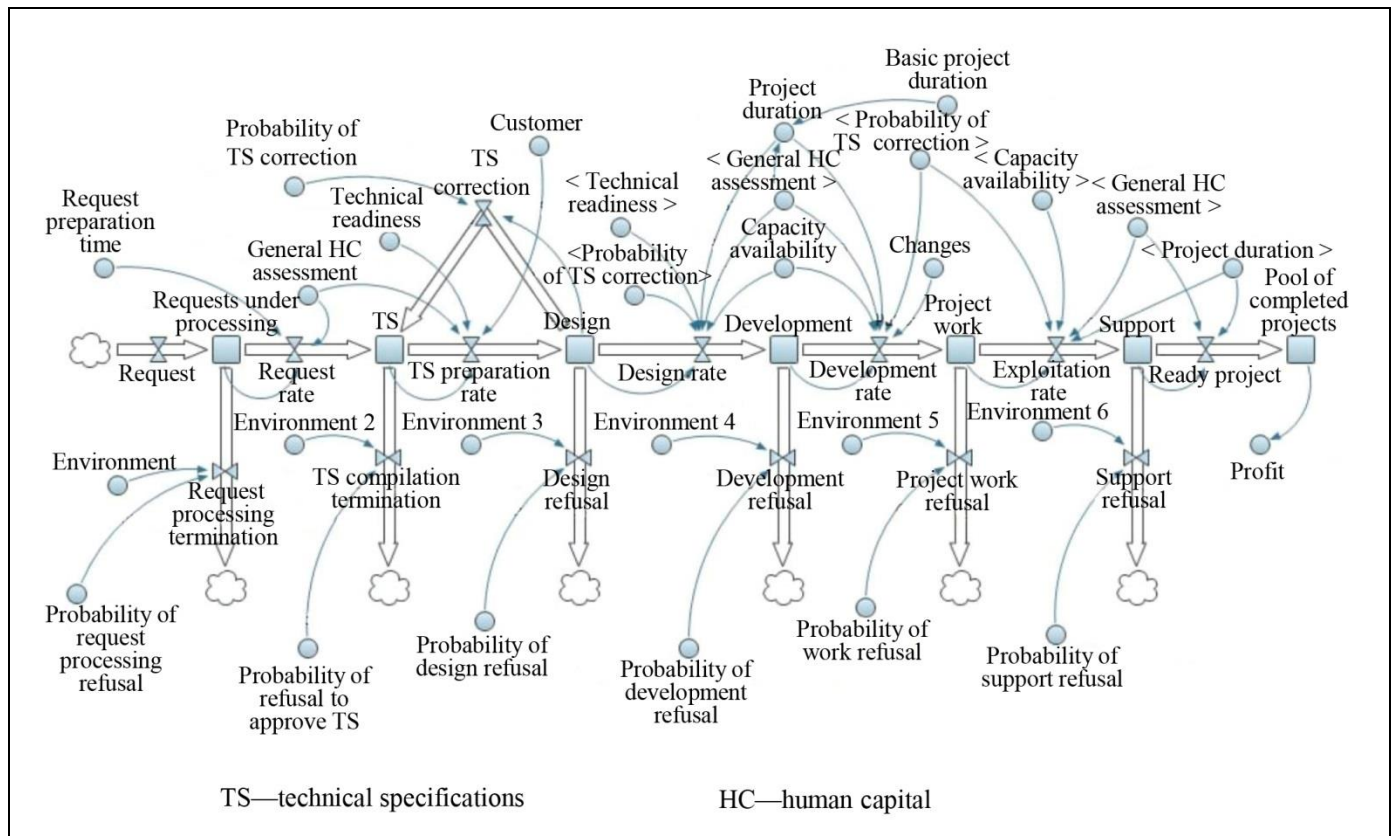 Basic project
duration
Project
duration
Customer
Probability of
TS correction
TS
correction
< Probability of
TS correction >
< Capacity
availability >
< General HC
assessment >
< General HC
assessment >
< Technical
readiness >
Technical
readiness
Request
preparation
time
General HC
assessment
<Probability
of TS correction>
Capacity
availability
Changes
< Project duration >
Pool of
completed
projects
Requests under
processing
TS
Design
Development
Project
work
Support
Request
Request
rate
TS preparation
rate
Design rate
Development
rate
Exploitation
rate
Ready project
Environment
Environment 2
Environment 3
Environment 4
Environment 5
Environment 6
Request
processing
termination
TS compilation
termination
Design
refusal
Development
refusal
Project work
refusal
Support
refusal
Profit
Probability of
request
processing
refusal
Probability of
refusal to
approve TS
Probability of
design refusal
Probability of
development
refusal
Probability of
work refusal
Probability of
support refusal
TS—technical specifications
HC—human capital